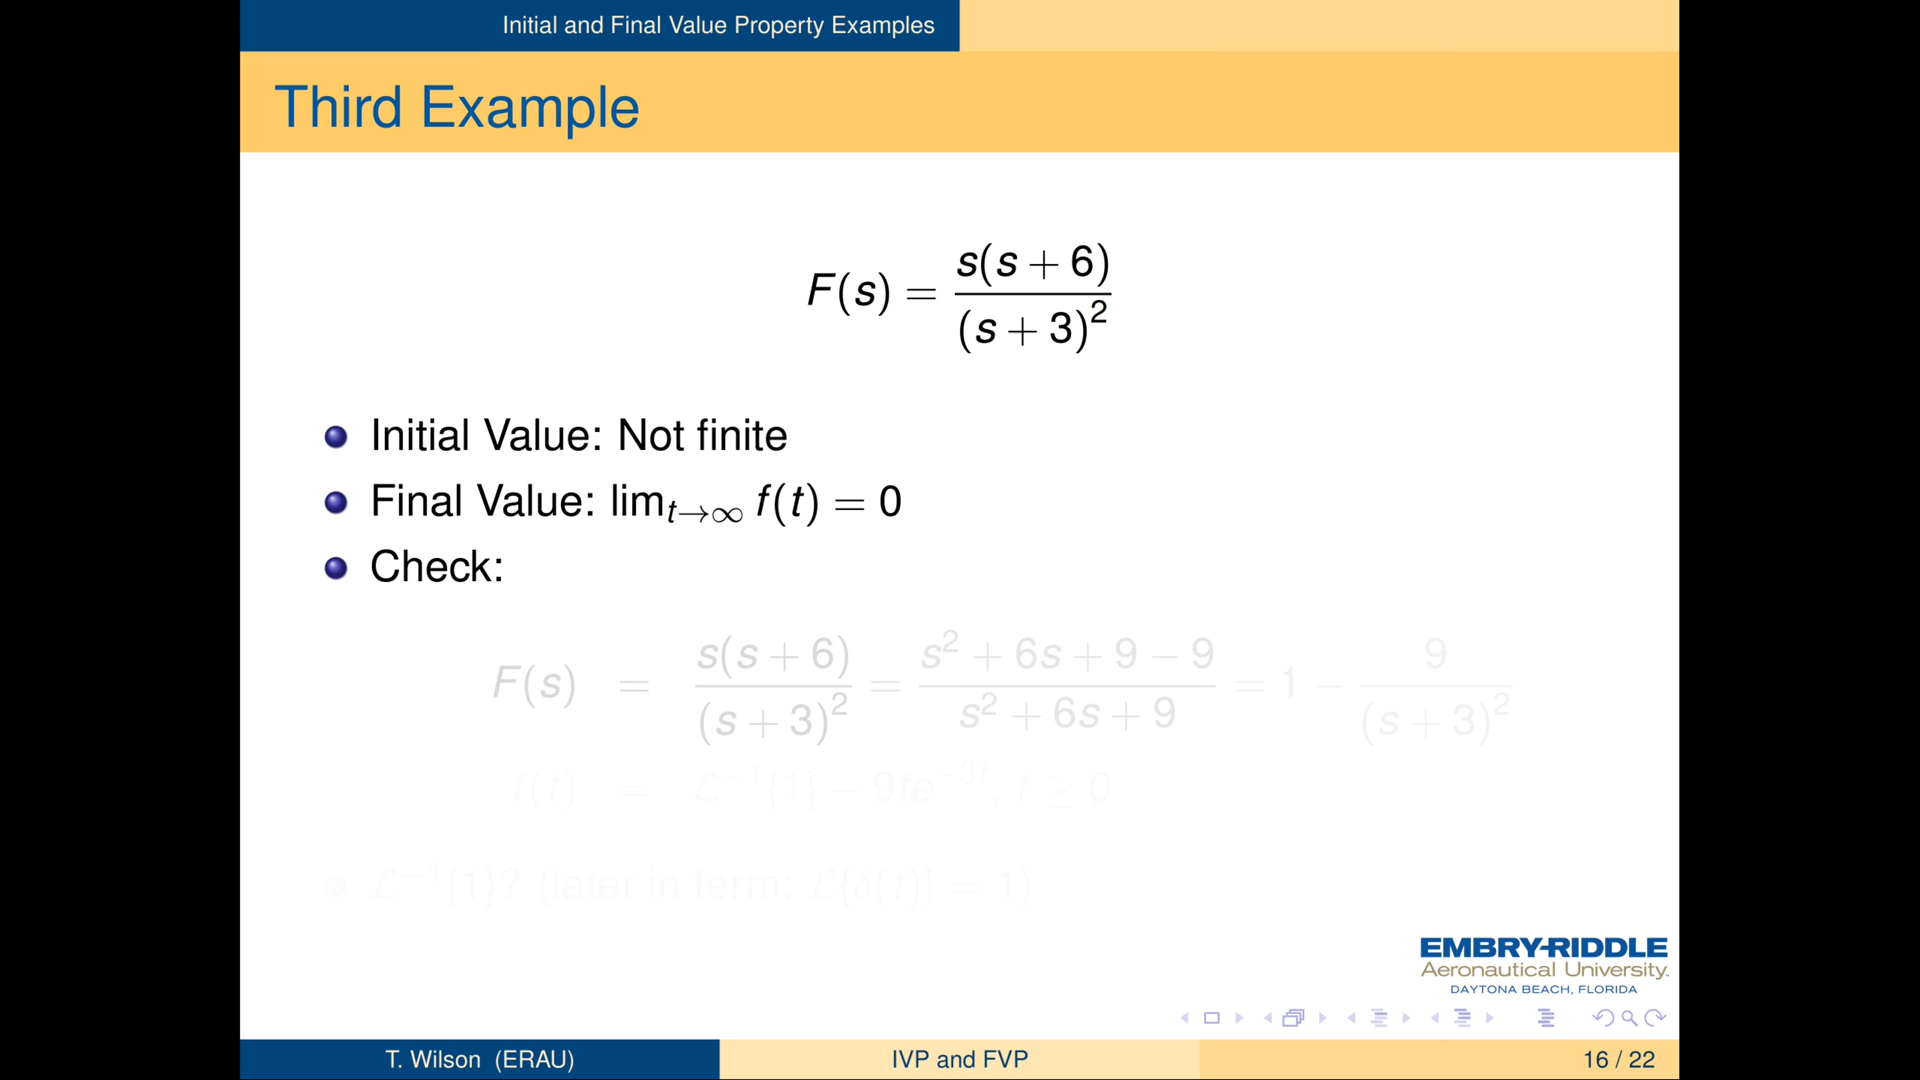 Initial and Final Value Property Examples
Third Example
F(s) = s(s + 6) / (s + 3)²
Initial Value: Not finite
Final Value: lim_{t→∞} f(t) = 0
Check:
F(s) = s(s + 6) / (s + 3)² = (s² + 6s + 9 − 9) / (s² + 6s + 9) = 1 − 9 / (s + 3)²
f(t) = ℒ⁻¹{1} − 9te⁻³ᵗ, t ≥ 0
ℒ⁻¹{1}? (later in term: ℒ{δ(t)} = 1)
EMBRY-RIDDLE
Aeronautical University.
DAYTONA BEACH, FLORIDA
T. Wilson (ERAU)
IVP and FVP
16 / 22